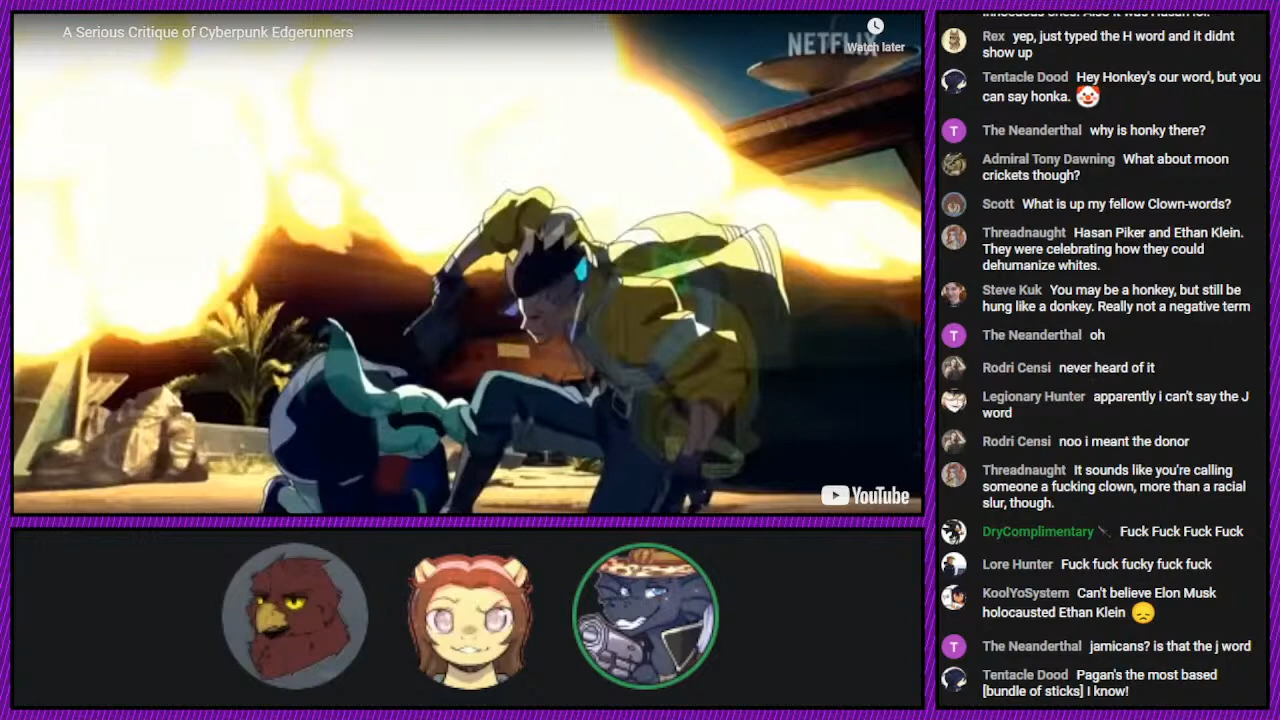 A Serious Critique of Cyberpunk Edgerunners
NETFLIX
Watch later
YouTube
Rex yep, just typed the H word and it didnt
show up
Tentacle Dood Hey Honkey's our word, but you
can say honka. 🤡
T The Neanderthal why is honky there?
Admiral Tony Dawning What about moon
crickets though?
Scott What is up my fellow Clown-words?
Threadnaught Hasan Piker and Ethan Klein.
They were celebrating how they could
dehumanize whites.
Steve Kuk You may be a honkey, but still be
hung like a donkey. Really not a negative term
T The Neanderthal oh
Rodri Censi never heard of it
Legionary Hunter apparently i can't say the J
word
Rodri Censi noo i meant the donor
Threadnaught It sounds like you're calling
someone a fucking clown, more than a racial
slur, though.
DryComplimentary Fuck Fuck Fuck Fuck
Lore Hunter Fuck fuck fucky fuck fuck
KoolYoSystem Can't believe Elon Musk
holocausted Ethan Klein 😞
T The Neanderthal jamicans? is that the j word
Tentacle Dood Pagan's the most based
[bundle of sticks] I know!